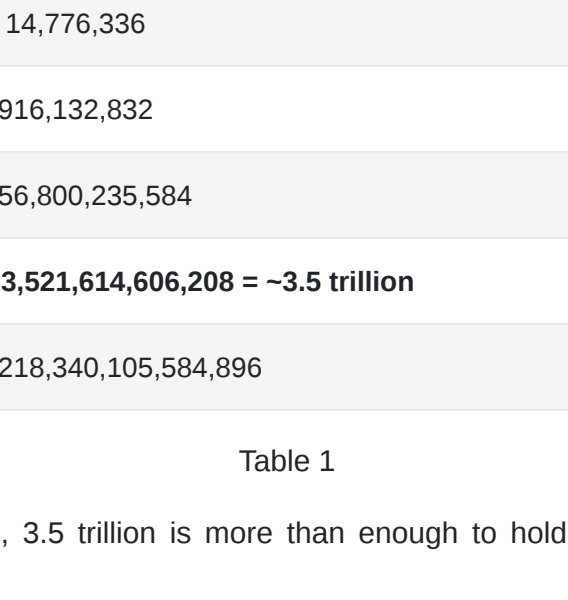 14,776,336
916,132,832
56,800,235,584
3,521,614,606,208 = ~3.5 trillion
218,340,105,584,896
Table 1
, 3.5 trillion is more than enough to hold